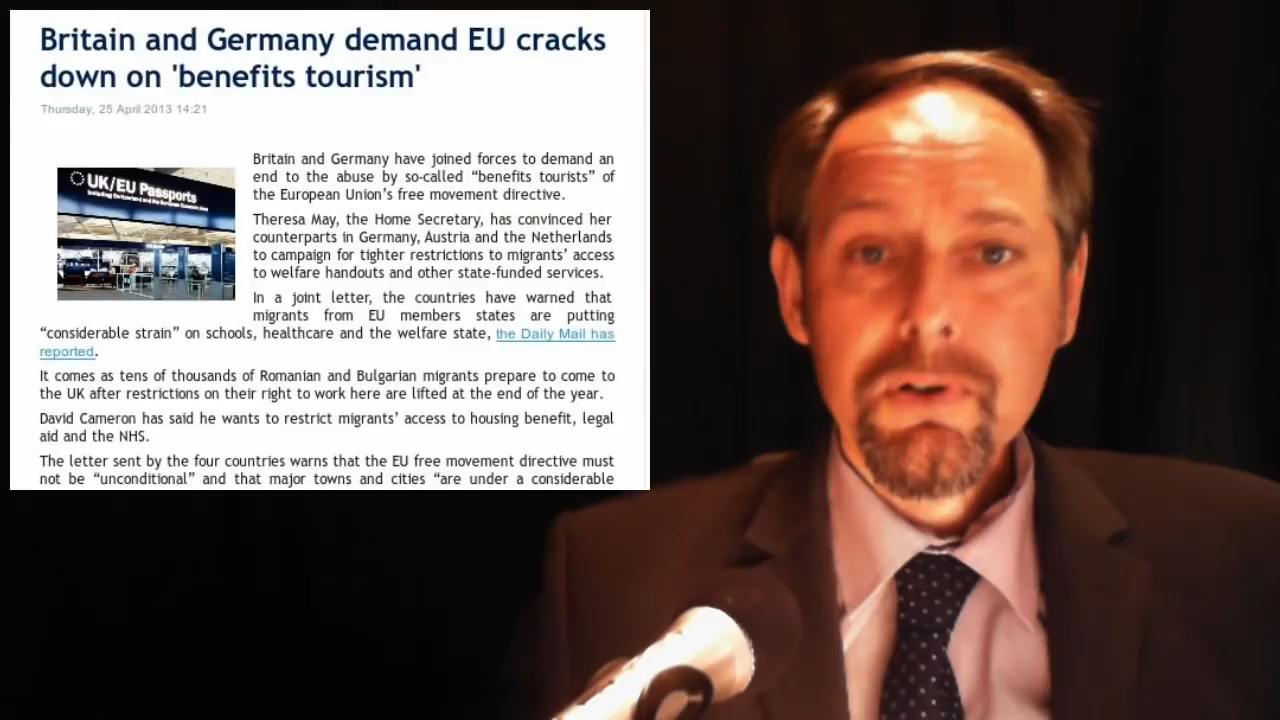 Britain and Germany demand EU cracks
down on 'benefits tourism'
Thursday, 25 April 2013 14:21
UK/EU Passports
Britain and Germany have joined forces to demand an
end to the abuse by so-called “benefits tourists” of
the European Union’s free movement directive.
Theresa May, the Home Secretary, has convinced her
counterparts in Germany, Austria and the Netherlands
to campaign for tighter restrictions to migrants’ access
to welfare handouts and other state-funded services.
In a joint letter, the countries have warned that
migrants from EU members states are putting
“considerable strain” on schools, healthcare and the welfare state, the Daily Mail has
reported.
It comes as tens of thousands of Romanian and Bulgarian migrants prepare to come to
the UK after restrictions on their right to work here are lifted at the end of the year.
David Cameron has said he wants to restrict migrants’ access to housing benefit, legal
aid and the NHS.
The letter sent by the four countries warns that the EU free movement directive must
not be “unconditional” and that major towns and cities “are under a considerable